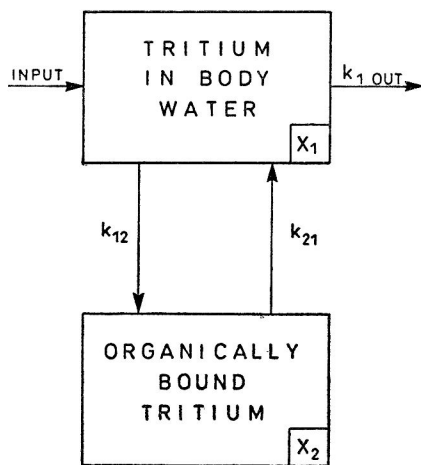 TRITIUM
IN BODY
WATER
INPUT
k1 OUT
X1
k12
k21
ORGANICALLY
BOUND
TRITIUM
X2